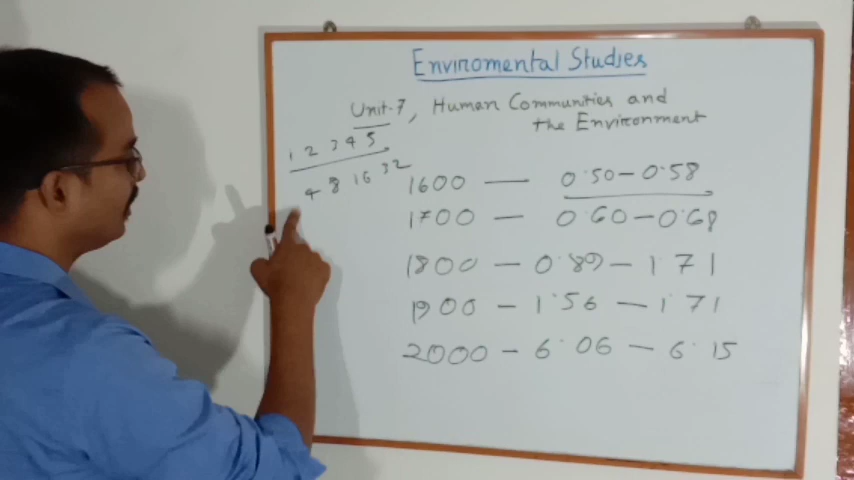 Enviromental Studies
Unit-7, Human Communities and
the Environment
1 2 3 4 5
4 8 16 32
1600 — 0.50 - 0.58
1700 — 0.60 - 0.68
1800 - 0.89 - 1.71
1900 - 1.56 - 1.71
2000 - 6.06 - 6.15